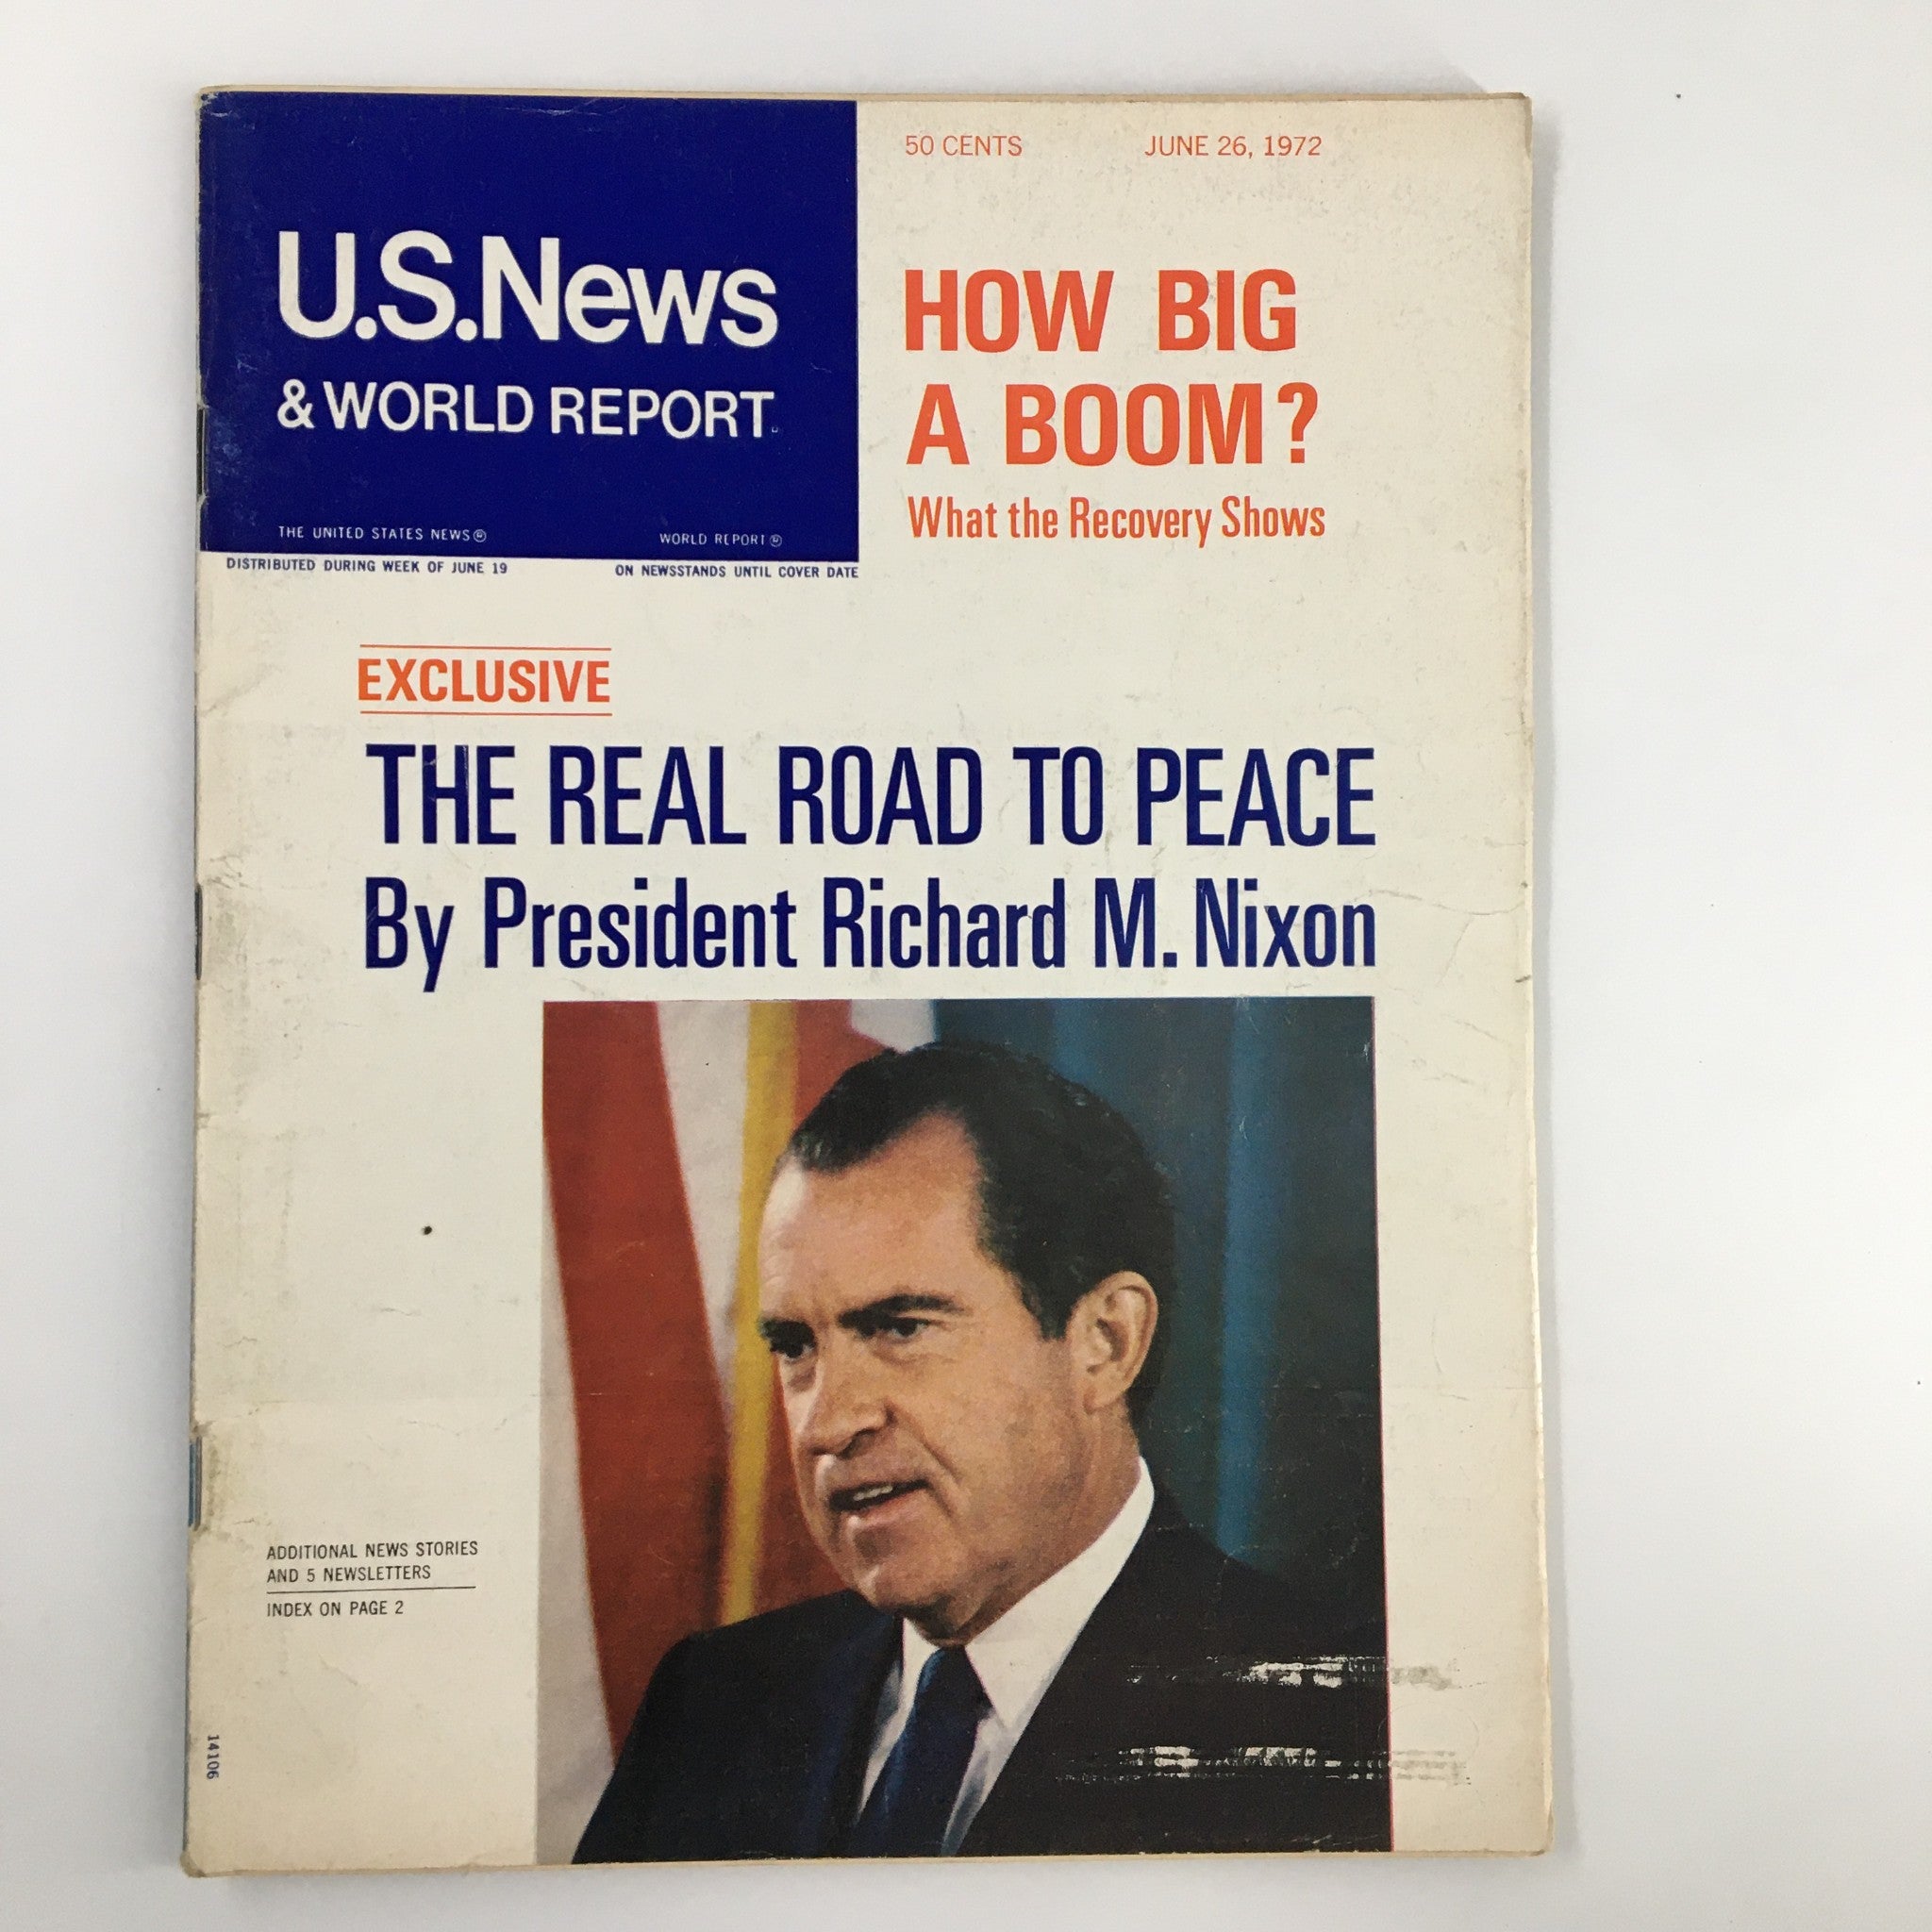 U.S.News
& WORLD REPORT
THE UNITED STATES NEWS® WORLD REPORT®
DISTRIBUTED DURING WEEK OF JUNE 19 ON NEWSSTANDS UNTIL COVER DATE
50 CENTS JUNE 26, 1972
HOW BIG
A BOOM?
What the Recovery Shows
EXCLUSIVE
THE REAL ROAD TO PEACE
By President Richard M. Nixon
ADDITIONAL NEWS STORIES
AND 5 NEWSLETTERS
INDEX ON PAGE 2
14106